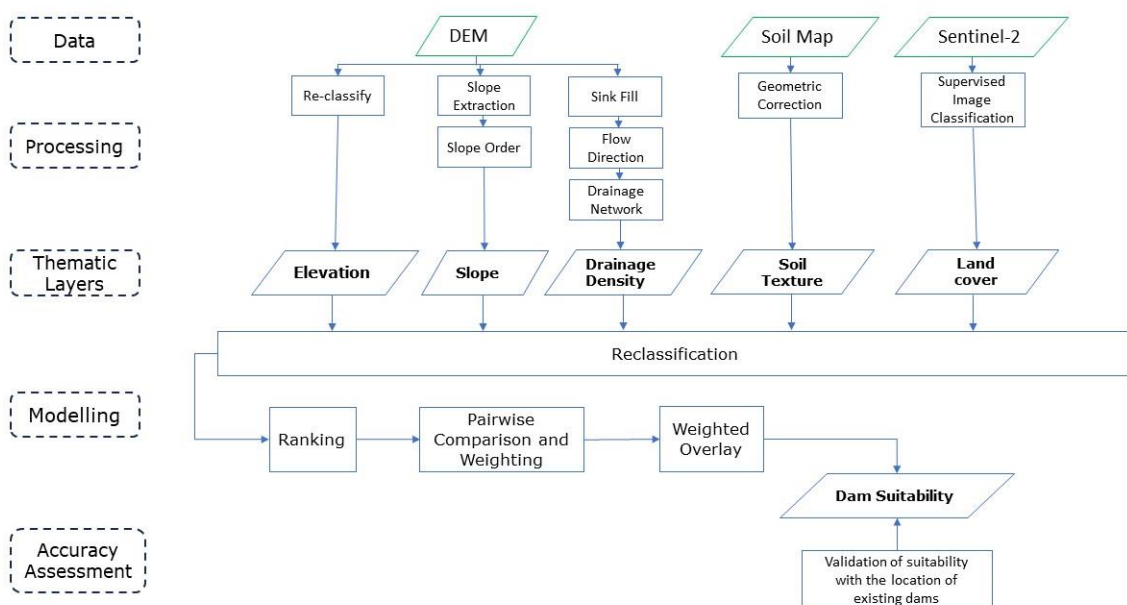 Data
DEM
Soil Map
Sentinel-2
Re-classify
Slope
Extraction
Sink Fill
Geometric
Correction
Supervised
Image
Classification
Processing
Slope Order
Flow
Direction
Drainage
Network
Thematic
Layers
Elevation
Slope
Drainage
Density
Soil
Texture
Land
cover
Reclassification
Modelling
Ranking
Pairwise
Comparison and
Weighting
Weighted
Overlay
Dam Suitability
Accuracy
Assessment
Validation of suitability
with the location of
existing dams